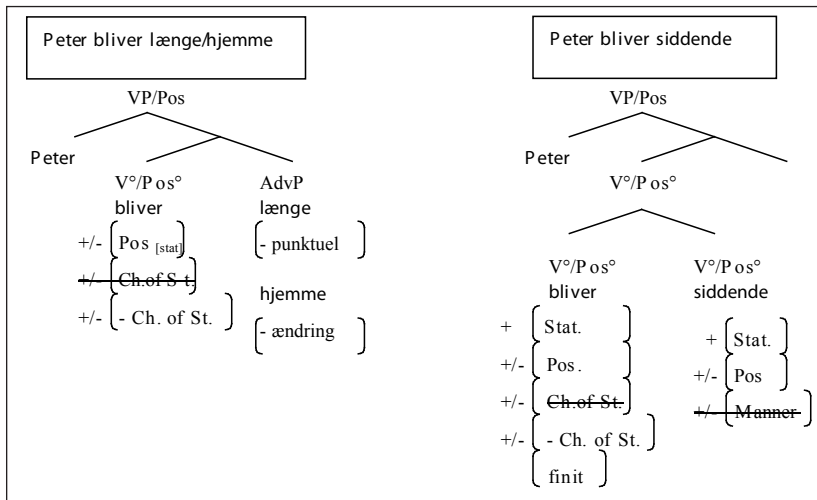 Peter bliver længe/hjemme
VP/Pos
Peter
V°/Pos° AdvP
bliver længe
+/- Pos [stat] - punktuel
+/- Ch.of St.
hjemme
+/- - Ch. of St. - ændring
Peter bliver siddende
VP/Pos
Peter
V°/Pos°
V°/Pos° V°/Pos°
bliver siddende
+ Stat. + Stat.
+/- Pos. +/- Pos
+/- Ch.of St. +/- Manner
+/- - Ch. of St.
finit